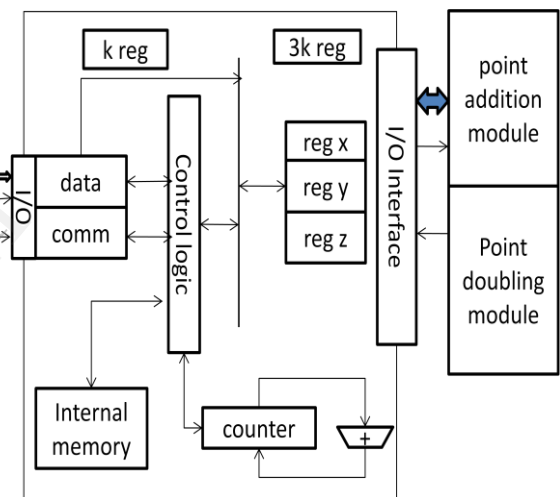 k reg
3k reg
point
addition
module
I/O
data
comm
Control logic
reg x
reg y
reg z
I/O Interface
Point
doubling
module
Internal
memory
counter
+